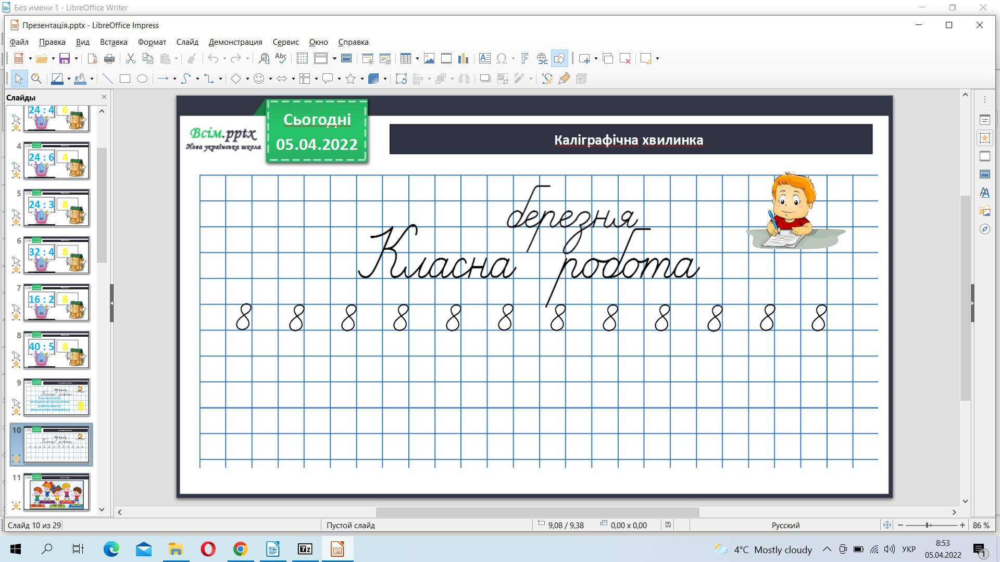 Без имени 1 - LibreOffice Writer
Презентація.pptx - LibreOffice Impress
Файл Правка Вид Вставка Формат Слайд Демонстрация Сервис Окно Справка
Слайды
24 : 4 6
4
24 : 6 4
5
24 : 3 8
6
32 : 4 8
7
16 : 2 8
8
40 : 5 8
9
8
10
11
Сьогодні
05.04.2022
Всім.pptx
Нова українська школа
Каліграфічна хвилинка
березня
Класна робота
8 8 8 8 8 8 8 8 8 8 8 8
Слайд 10 из 29
Пустой слайд
9,08 / 9,38
0,00 x 0,00
Русский
86 %
4°C Mostly cloudy
УКР
8:53
05.04.2022
1